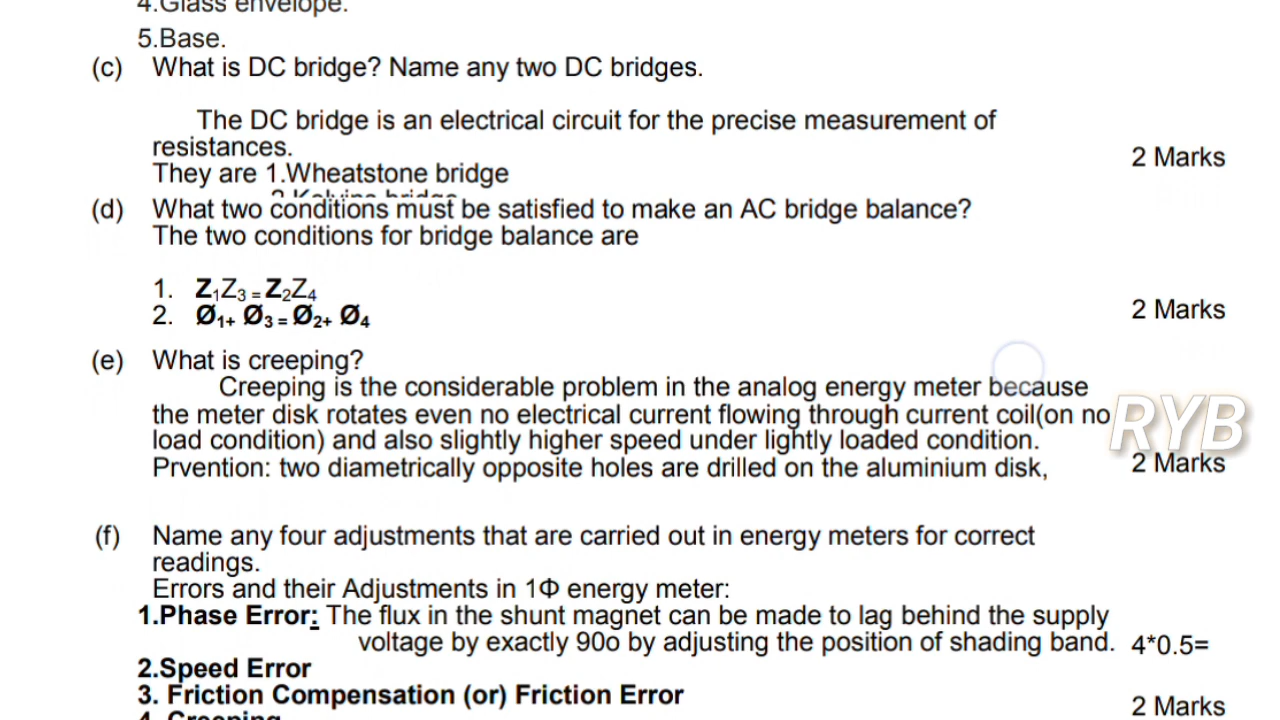 4.Glass envelope.
5.Base.
(c) What is DC bridge? Name any two DC bridges.
The DC bridge is an electrical circuit for the precise measurement of
resistances.
2 Marks
They are 1.Wheatstone bridge
2.Kelvins bridge
(d) What two conditions must be satisfied to make an AC bridge balance?
The two conditions for bridge balance are
1. Z₁Z₃ = Z₂Z₄
2. Ø₁₊ Ø₃ = Ø₂₊ Ø₄
2 Marks
(e) What is creeping?
Creeping is the considerable problem in the analog energy meter because
the meter disk rotates even no electrical current flowing through current coil(on no
RYB
load condition) and also slightly higher speed under lightly loaded condition.
Prvention: two diametrically opposite holes are drilled on the aluminium disk,
2 Marks
(f) Name any four adjustments that are carried out in energy meters for correct
readings.
Errors and their Adjustments in 1Φ energy meter:
1.Phase Error: The flux in the shunt magnet can be made to lag behind the supply
voltage by exactly 90o by adjusting the position of shading band.
4*0.5=
2.Speed Error
3. Friction Compensation (or) Friction Error
2 Marks
4. Creeping